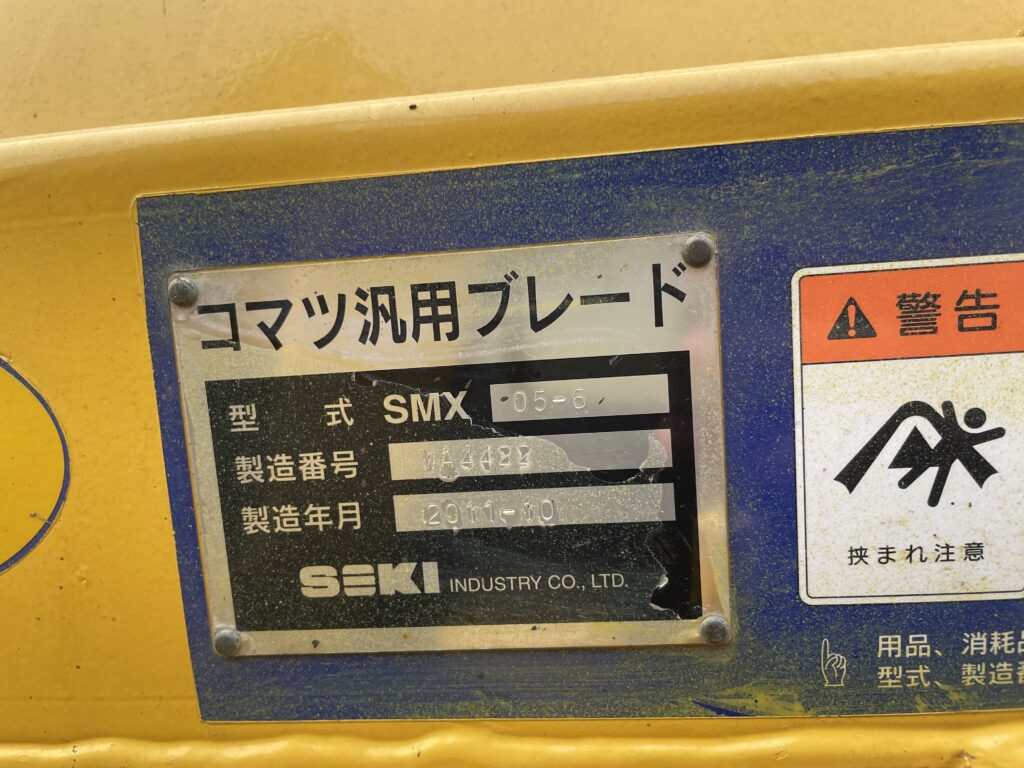 コマツ汎用ブレード
型 式 SMX 05-6
製造番号
製造年月 2011-10
SEKI INDUSTRY CO., LTD.
警告
挟まれ注意
用品、消耗
型式、製造